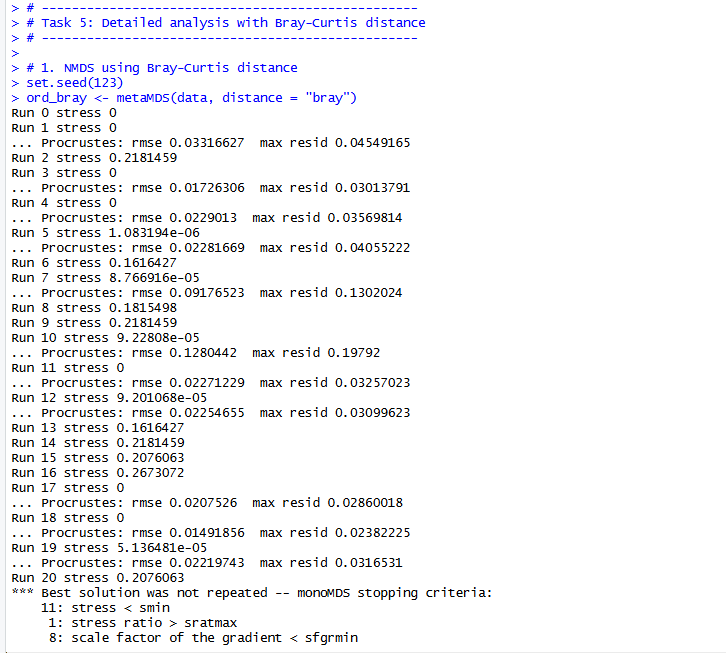 > # --------------------------------------------------
> # Task 5: Detailed analysis with Bray-Curtis distance
> # --------------------------------------------------
>
> # 1. NMDS using Bray-Curtis distance
> set.seed(123)
> ord_bray <- metaMDS(data, distance = "bray")
Run 0 stress 0
Run 1 stress 0
... Procrustes: rmse 0.03316627  max resid 0.04549165
Run 2 stress 0.2181459
Run 3 stress 0
... Procrustes: rmse 0.01726306  max resid 0.03013791
Run 4 stress 0
... Procrustes: rmse 0.0229013  max resid 0.03569814
Run 5 stress 1.083194e-06
... Procrustes: rmse 0.02281669  max resid 0.04055222
Run 6 stress 0.1616427
Run 7 stress 8.766916e-05
... Procrustes: rmse 0.09176523  max resid 0.1302024
Run 8 stress 0.1815498
Run 9 stress 0.2181459
Run 10 stress 9.22808e-05
... Procrustes: rmse 0.1280442  max resid 0.19792
Run 11 stress 0
... Procrustes: rmse 0.02271229  max resid 0.03257023
Run 12 stress 9.201068e-05
... Procrustes: rmse 0.02254655  max resid 0.03099623
Run 13 stress 0.1616427
Run 14 stress 0.2181459
Run 15 stress 0.2076063
Run 16 stress 0.2673072
Run 17 stress 0
... Procrustes: rmse 0.0207526  max resid 0.02860018
Run 18 stress 0
... Procrustes: rmse 0.01491856  max resid 0.02382225
Run 19 stress 5.136481e-05
... Procrustes: rmse 0.02219743  max resid 0.0316531
Run 20 stress 0.2076063
*** Best solution was not repeated -- monoMDS stopping criteria:
    11: stress < smin
     1: stress ratio > sratmax
     8: scale factor of the gradient < sfgrmin